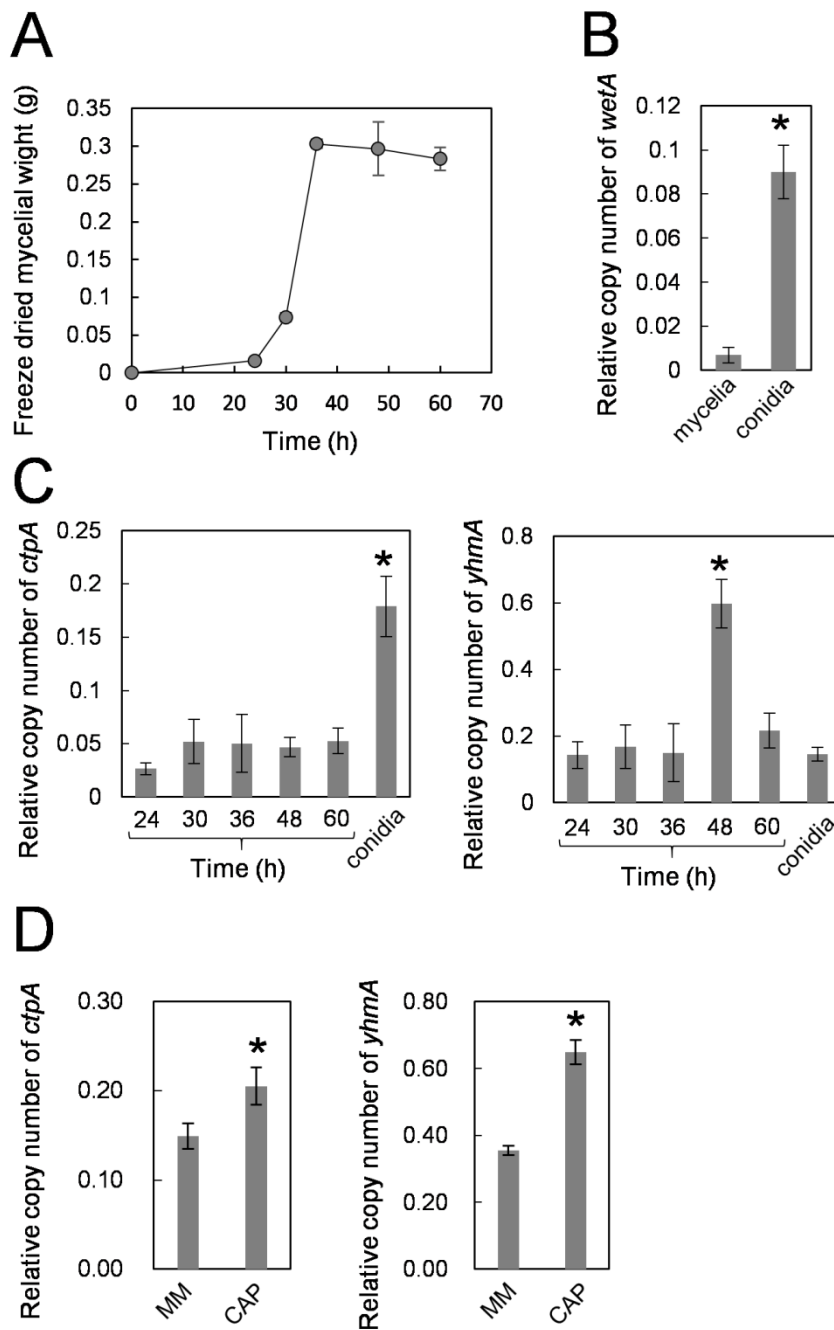 A
Freeze dried mycelial wight (g)
0.35
0.3
0.25
0.2
0.15
0.1
0.05
0
0 10 20 30 40 50 60 70
Time (h)
B
Relative copy number of wetA
0.12
0.1
0.08
0.06
0.04
0.02
0
*
mycelia
conidia
C
Relative copy number of ctpA
0.25
0.2
0.15
0.1
0.05
0
*
24 30 36 48 60 conidia
Time (h)
Relative copy number of yhmA
0.8
0.6
0.4
0.2
0
*
24 30 36 48 60 conidia
Time (h)
D
Relative copy number of ctpA
0.30
0.20
0.10
0.00
*
MM
CAP
Relative copy number of yhmA
0.80
0.60
0.40
0.20
0.00
*
MM
CAP